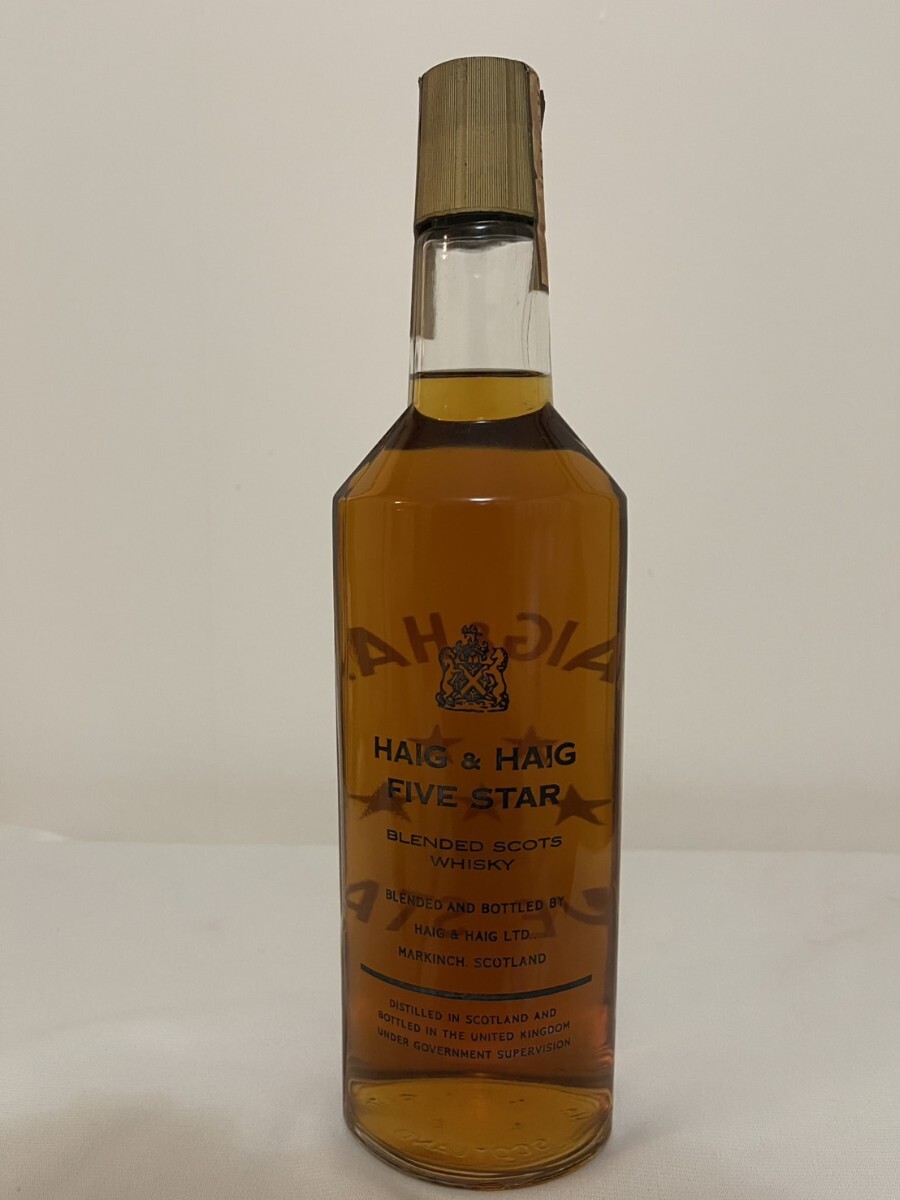 HAIG & HAIG
FIVE STAR
BLENDED SCOTS
WHISKY
BLENDED AND BOTTLED BY
HAIG & HAIG LTD.
MARKINCH. SCOTLAND
DISTILLED IN SCOTLAND AND
BOTTLED IN THE UNITED KINGDOM
UNDER GOVERNMENT SUPERVISION